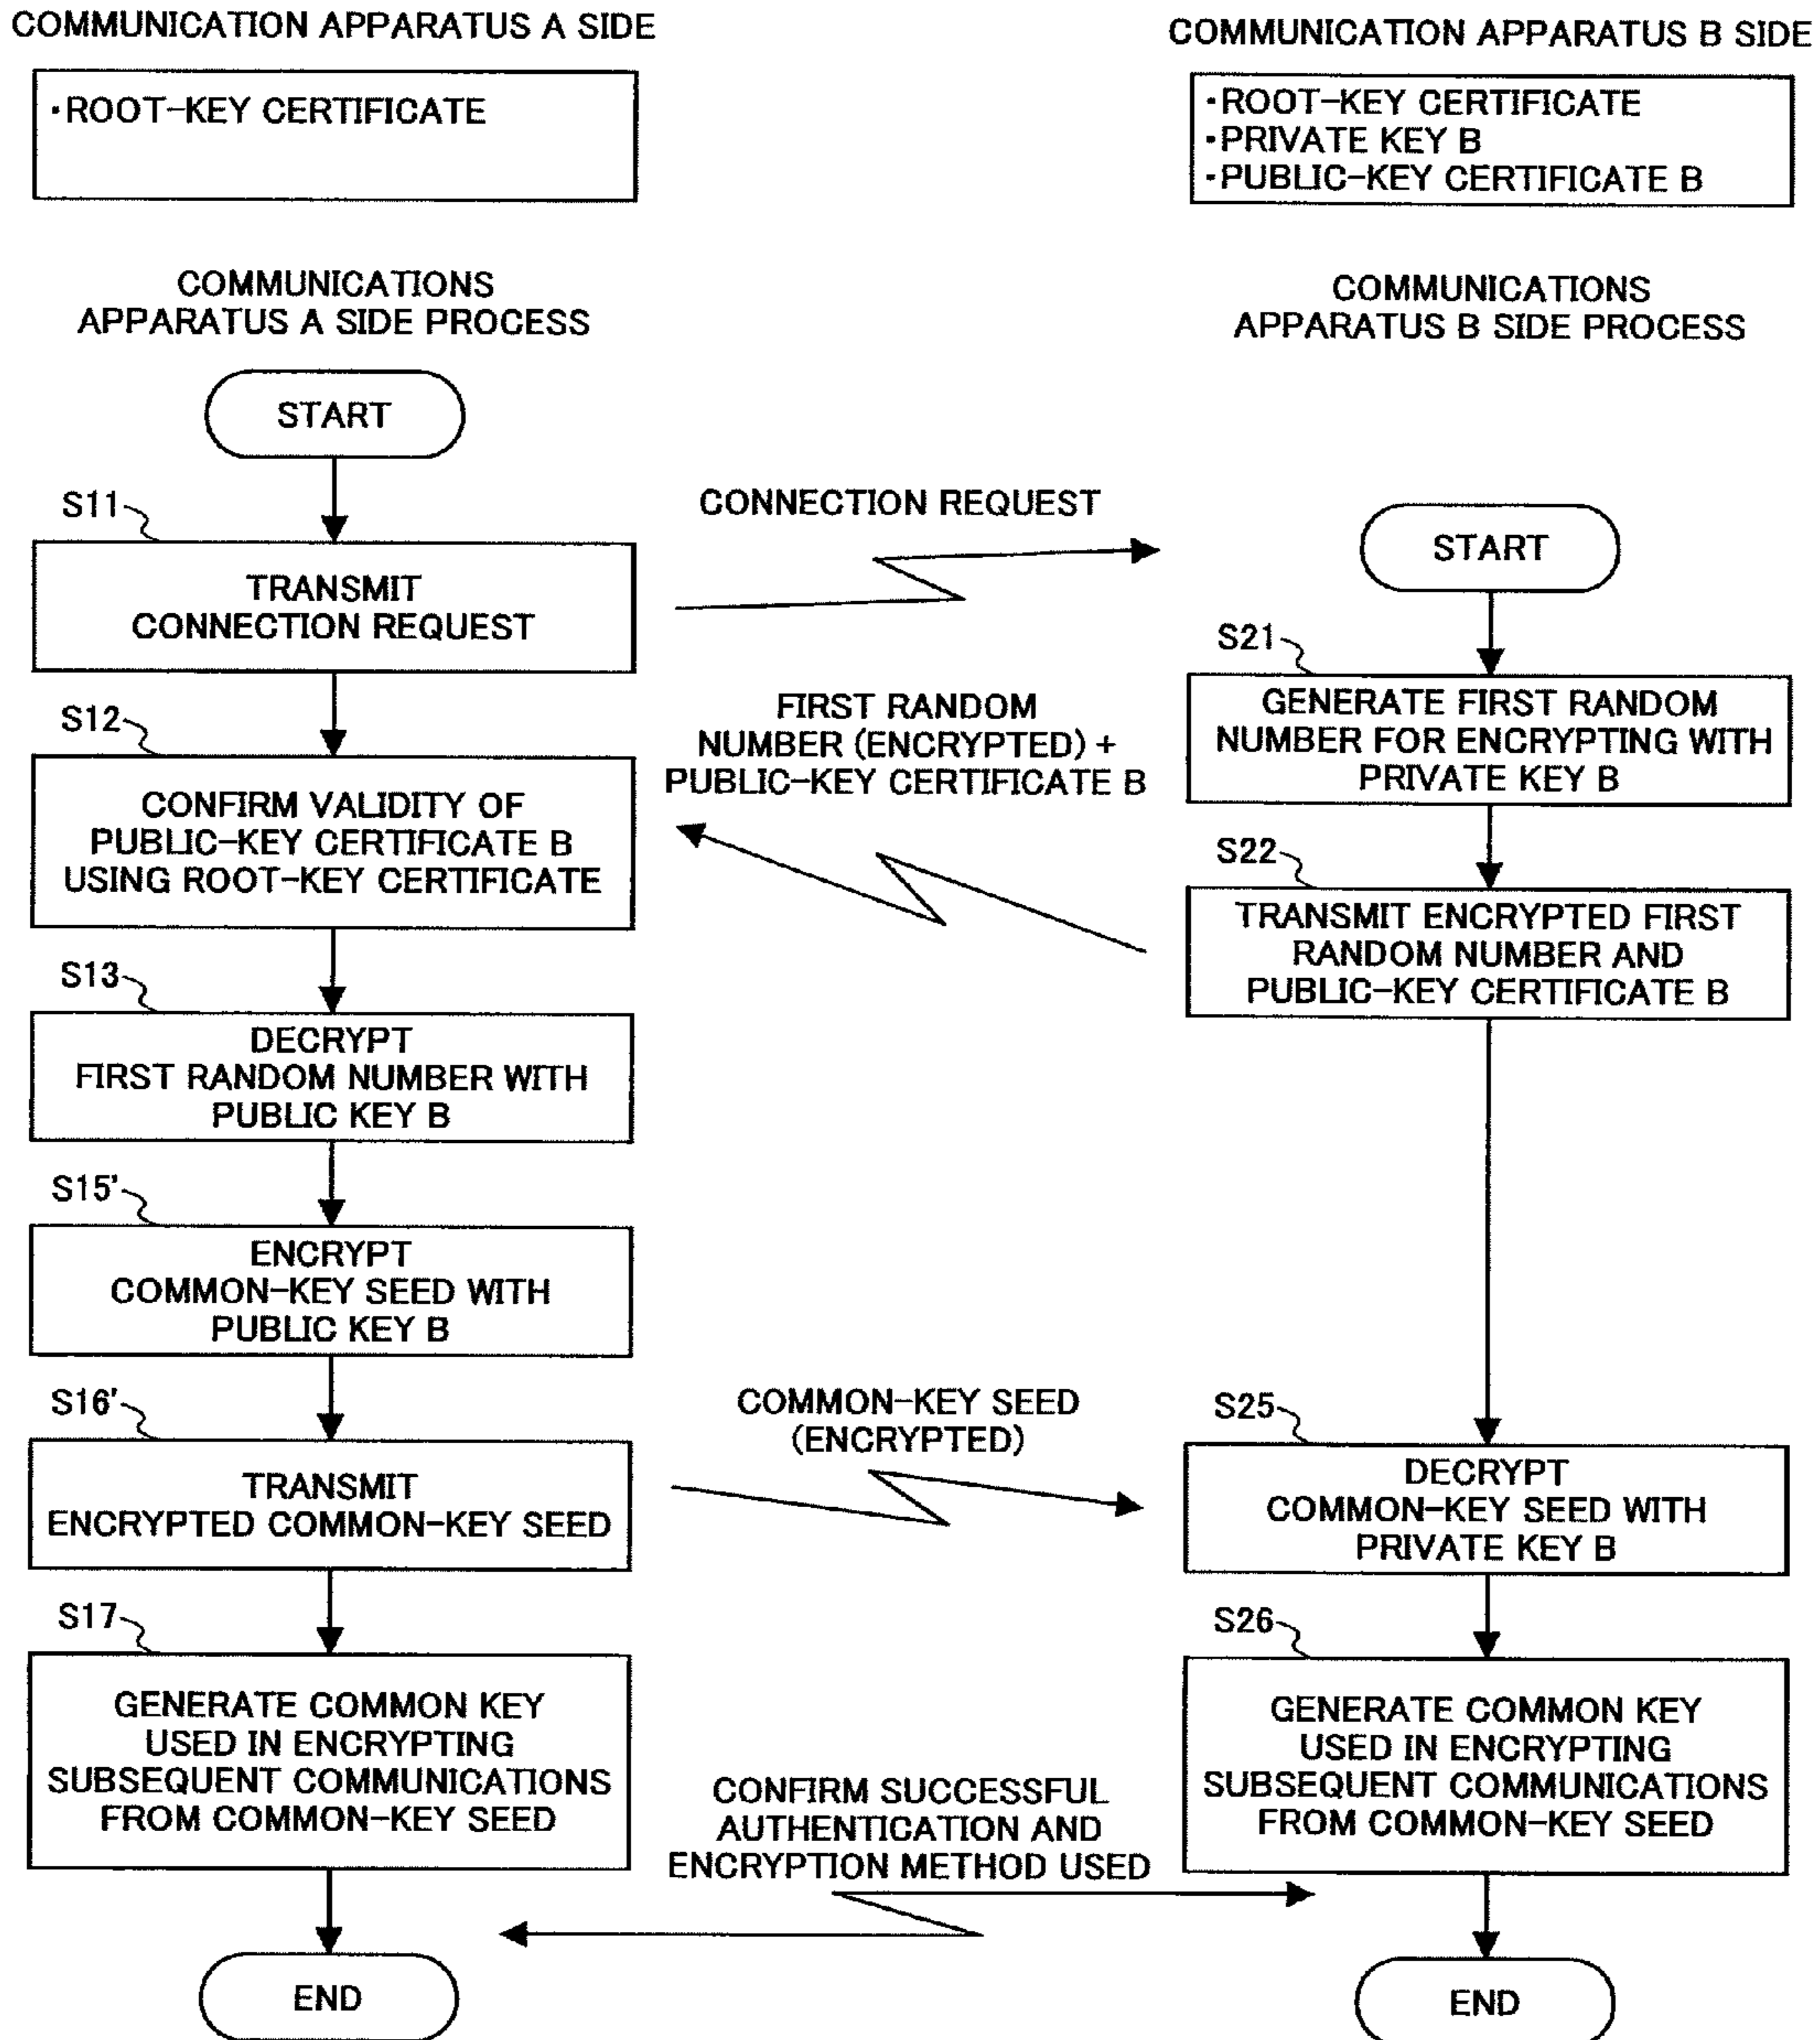 COMMUNICATION APPARATUS A SIDE
·ROOT-KEY CERTIFICATE
COMMUNICATIONS
APPARATUS A SIDE PROCESS
START
S11
TRANSMIT
CONNECTION REQUEST
S12
CONFIRM VALIDITY OF
PUBLIC-KEY CERTIFICATE B
USING ROOT-KEY CERTIFICATE
S13
DECRYPT
FIRST RANDOM NUMBER WITH
PUBLIC KEY B
S15'
ENCRYPT
COMMON-KEY SEED WITH
PUBLIC KEY B
S16'
TRANSMIT
ENCRYPTED COMMON-KEY SEED
S17
GENERATE COMMON KEY
USED IN ENCRYPTING
SUBSEQUENT COMMUNICATIONS
FROM COMMON-KEY SEED
END
CONNECTION REQUEST
FIRST RANDOM
NUMBER (ENCRYPTED) +
PUBLIC-KEY CERTIFICATE B
COMMON-KEY SEED
(ENCRYPTED)
CONFIRM SUCCESSFUL
AUTHENTICATION AND
ENCRYPTION METHOD USED
COMMUNICATION APPARATUS B SIDE
·ROOT-KEY CERTIFICATE
·PRIVATE KEY B
·PUBLIC-KEY CERTIFICATE B
COMMUNICATIONS
APPARATUS B SIDE PROCESS
START
S21
GENERATE FIRST RANDOM
NUMBER FOR ENCRYPTING WITH
PRIVATE KEY B
S22
TRANSMIT ENCRYPTED FIRST
RANDOM NUMBER AND
PUBLIC-KEY CERTIFICATE B
S25
DECRYPT
COMMON-KEY SEED WITH
PRIVATE KEY B
S26
GENERATE COMMON KEY
USED IN ENCRYPTING
SUBSEQUENT COMMUNICATIONS
FROM COMMON-KEY SEED
END